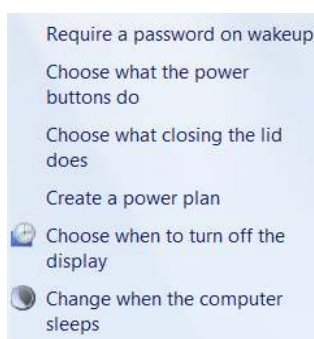 Require a password on wakeup
Choose what the power
buttons do
Choose what closing the lid
does
Create a power plan
Choose when to turn off the
display
Change when the computer
sleeps